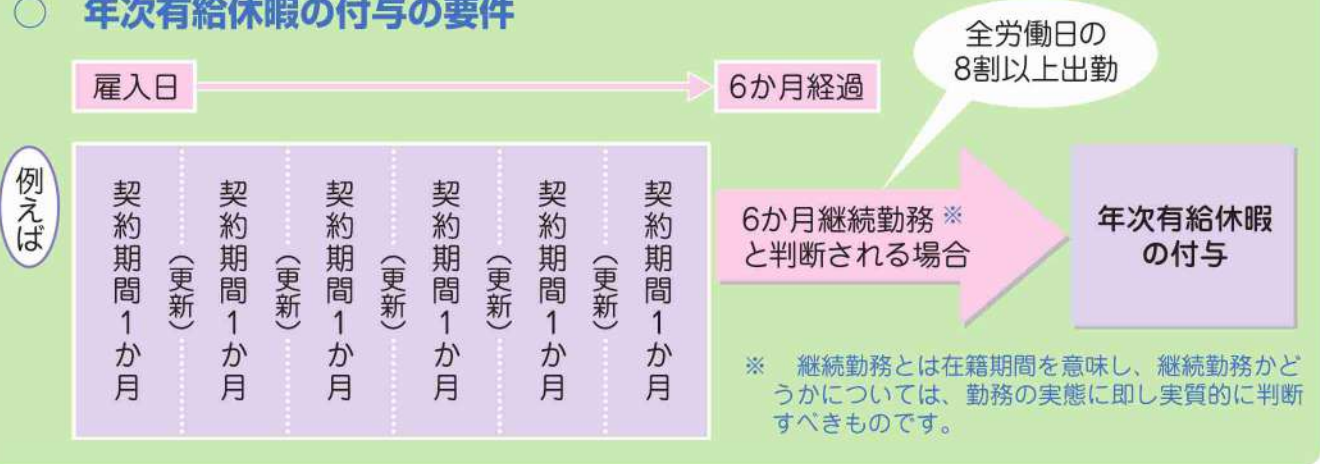 ○ 年次有給休暇の付与の要件
全労働日の
8割以上出勤
雇入日
6か月経過
例えば
契約期間1か月
（更新）
契約期間1か月
（更新）
契約期間1か月
（更新）
契約期間1か月
（更新）
契約期間1か月
（更新）
契約期間1か月
6か月継続勤務※
と判断される場合
年次有給休暇
の付与
※ 継続勤務とは在籍期間を意味し、継続勤務かど
うかについては、勤務の実態に即し実質的に判断
すべきものです。